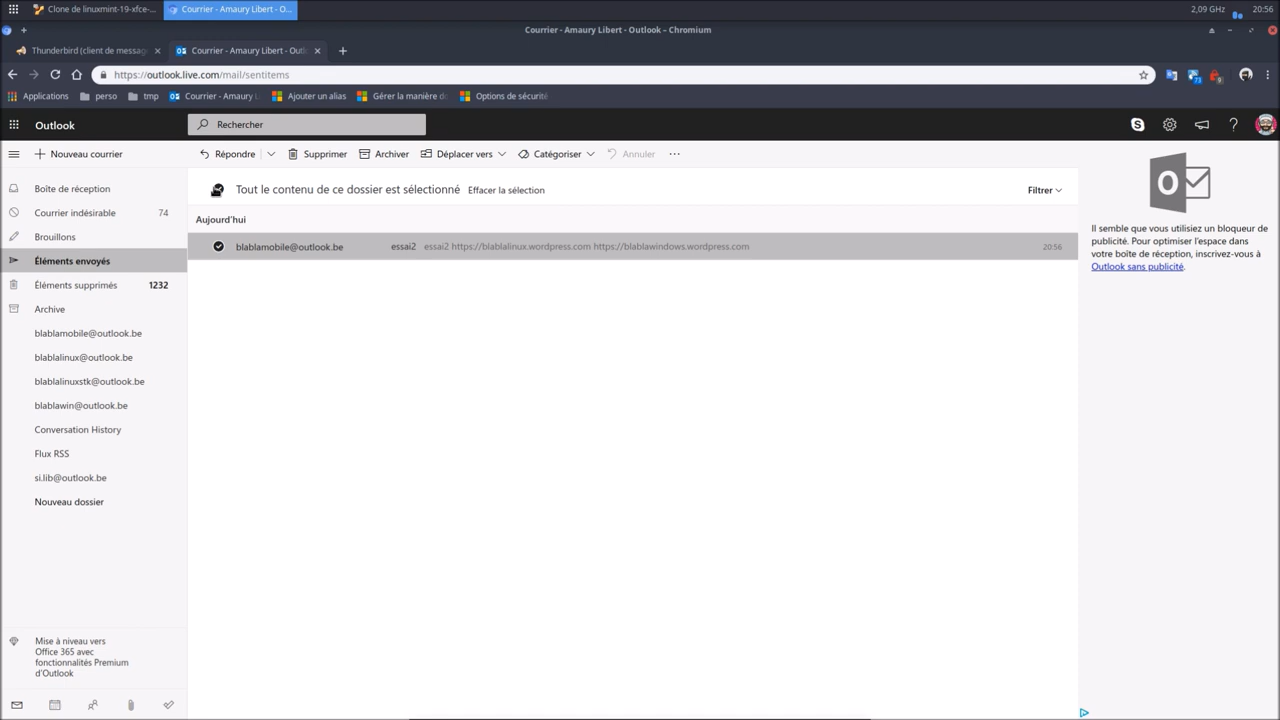 Clone de linuxmint-19-xfce-...
Courrier - Amaury Libert - O...
2,09 GHz
20:56
Courrier - Amaury Libert - Outlook – Chromium
Thunderbird (client de message
Courrier - Amaury Libert - Outl
https://outlook.live.com/mail/sentitems
Applications
perso
tmp
Courrier - Amaury L
Ajouter un alias
Gérer la manière d
Options de sécurité
Outlook
Rechercher
Nouveau courrier
Répondre
Supprimer
Archiver
Déplacer vers
Catégoriser
Annuler
Boîte de réception
Courrier indésirable 74
Brouillons
Éléments envoyés
Éléments supprimés 1232
Archive
blablamobile@outlook.be
blablalinux@outlook.be
blablalinuxstk@outlook.be
blablawin@outlook.be
Conversation History
Flux RSS
si.lib@outlook.be
Nouveau dossier
Mise à niveau vers
Office 365 avec
fonctionnalités Premium
d'Outlook
Tout le contenu de ce dossier est sélectionné
Effacer la sélection
Filtrer
Aujourd'hui
blablamobile@outlook.be essai2 essai2 https://blablalinux.wordpress.com https://blablawindows.wordpress.com 20:56
Il semble que vous utilisiez un bloqueur de
publicité. Pour optimiser l'espace dans
votre boîte de réception, inscrivez-vous à
Outlook sans publicité.